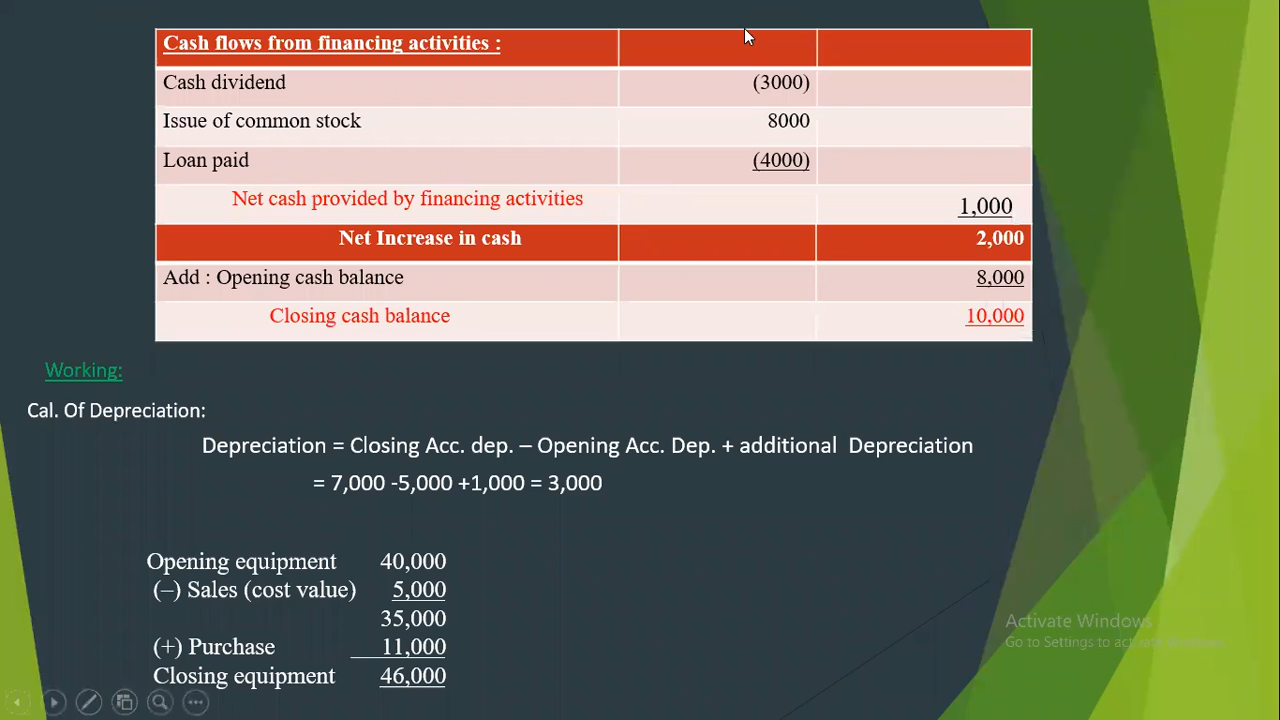 Cash flows from financing activities :
Cash dividend (3000)
Issue of common stock 8000
Loan paid (4000)
Net cash provided by financing activities 1,000
Net Increase in cash 2,000
Add : Opening cash balance 8,000
Closing cash balance 10,000
Working:
Cal. Of Depreciation:
Depreciation = Closing Acc. dep. – Opening Acc. Dep. + additional Depreciation
= 7,000 -5,000 +1,000 = 3,000
Opening equipment 40,000
(–) Sales (cost value) 5,000
35,000
(+) Purchase 11,000
Closing equipment 46,000
Activate Windows
Go to Settings to activate Windows.